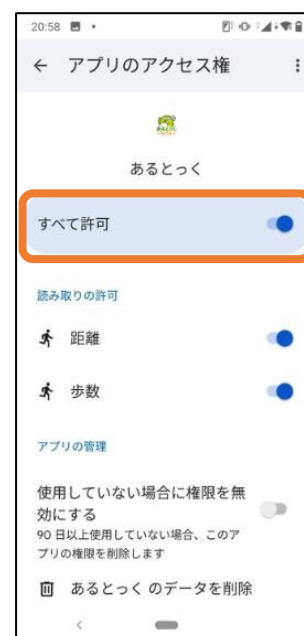 20:58
アプリのアクセス権
あるとっく
すべて許可
読み取りの許可
距離
歩数
アプリの管理
使用していない場合に権限を無
効にする
90 日以上使用していない場合、このア
プリの権限を削除します
あるとっく のデータを削除